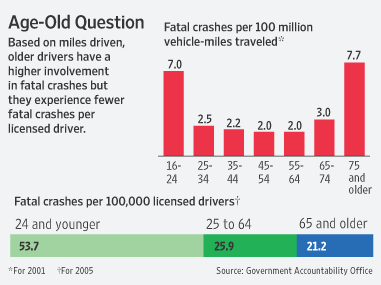 Age-Old Question
Based on miles driven,
older drivers have a
higher involvement
in fatal crashes but
they experience fewer
fatal crashes per
licensed driver.
Fatal crashes per 100 million
vehicle-miles traveled*
7.0
2.5
2.2
2.0
2.0
3.0
7.7
16-
24
25-
34
35-
44
45-
54
55-
64
65-
74
75
and
older
Fatal crashes per 100,000 licensed drivers†
24 and younger
25 to 64
65 and older
53.7
25.9
21.2
*For 2001 †For 2005
Source: Government Accountability Office